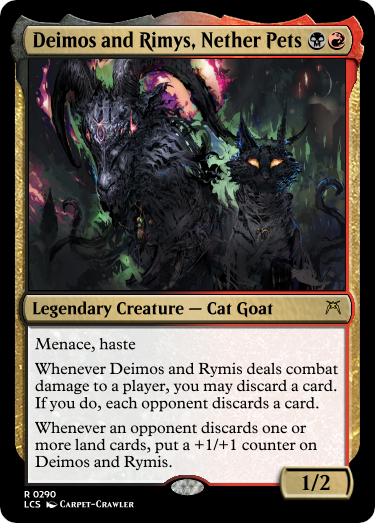 Deimos and Rimys, Nether Pets
Legendary Creature — Cat Goat
Menace, haste
Whenever Deimos and Rymis deals combat
damage to a player, you may discard a card.
If you do, each opponent discards a card.
Whenever an opponent discards one or
more land cards, put a +1/+1 counter on
Deimos and Rymis.
1/2
R 0290
LCS Carpet-Crawler